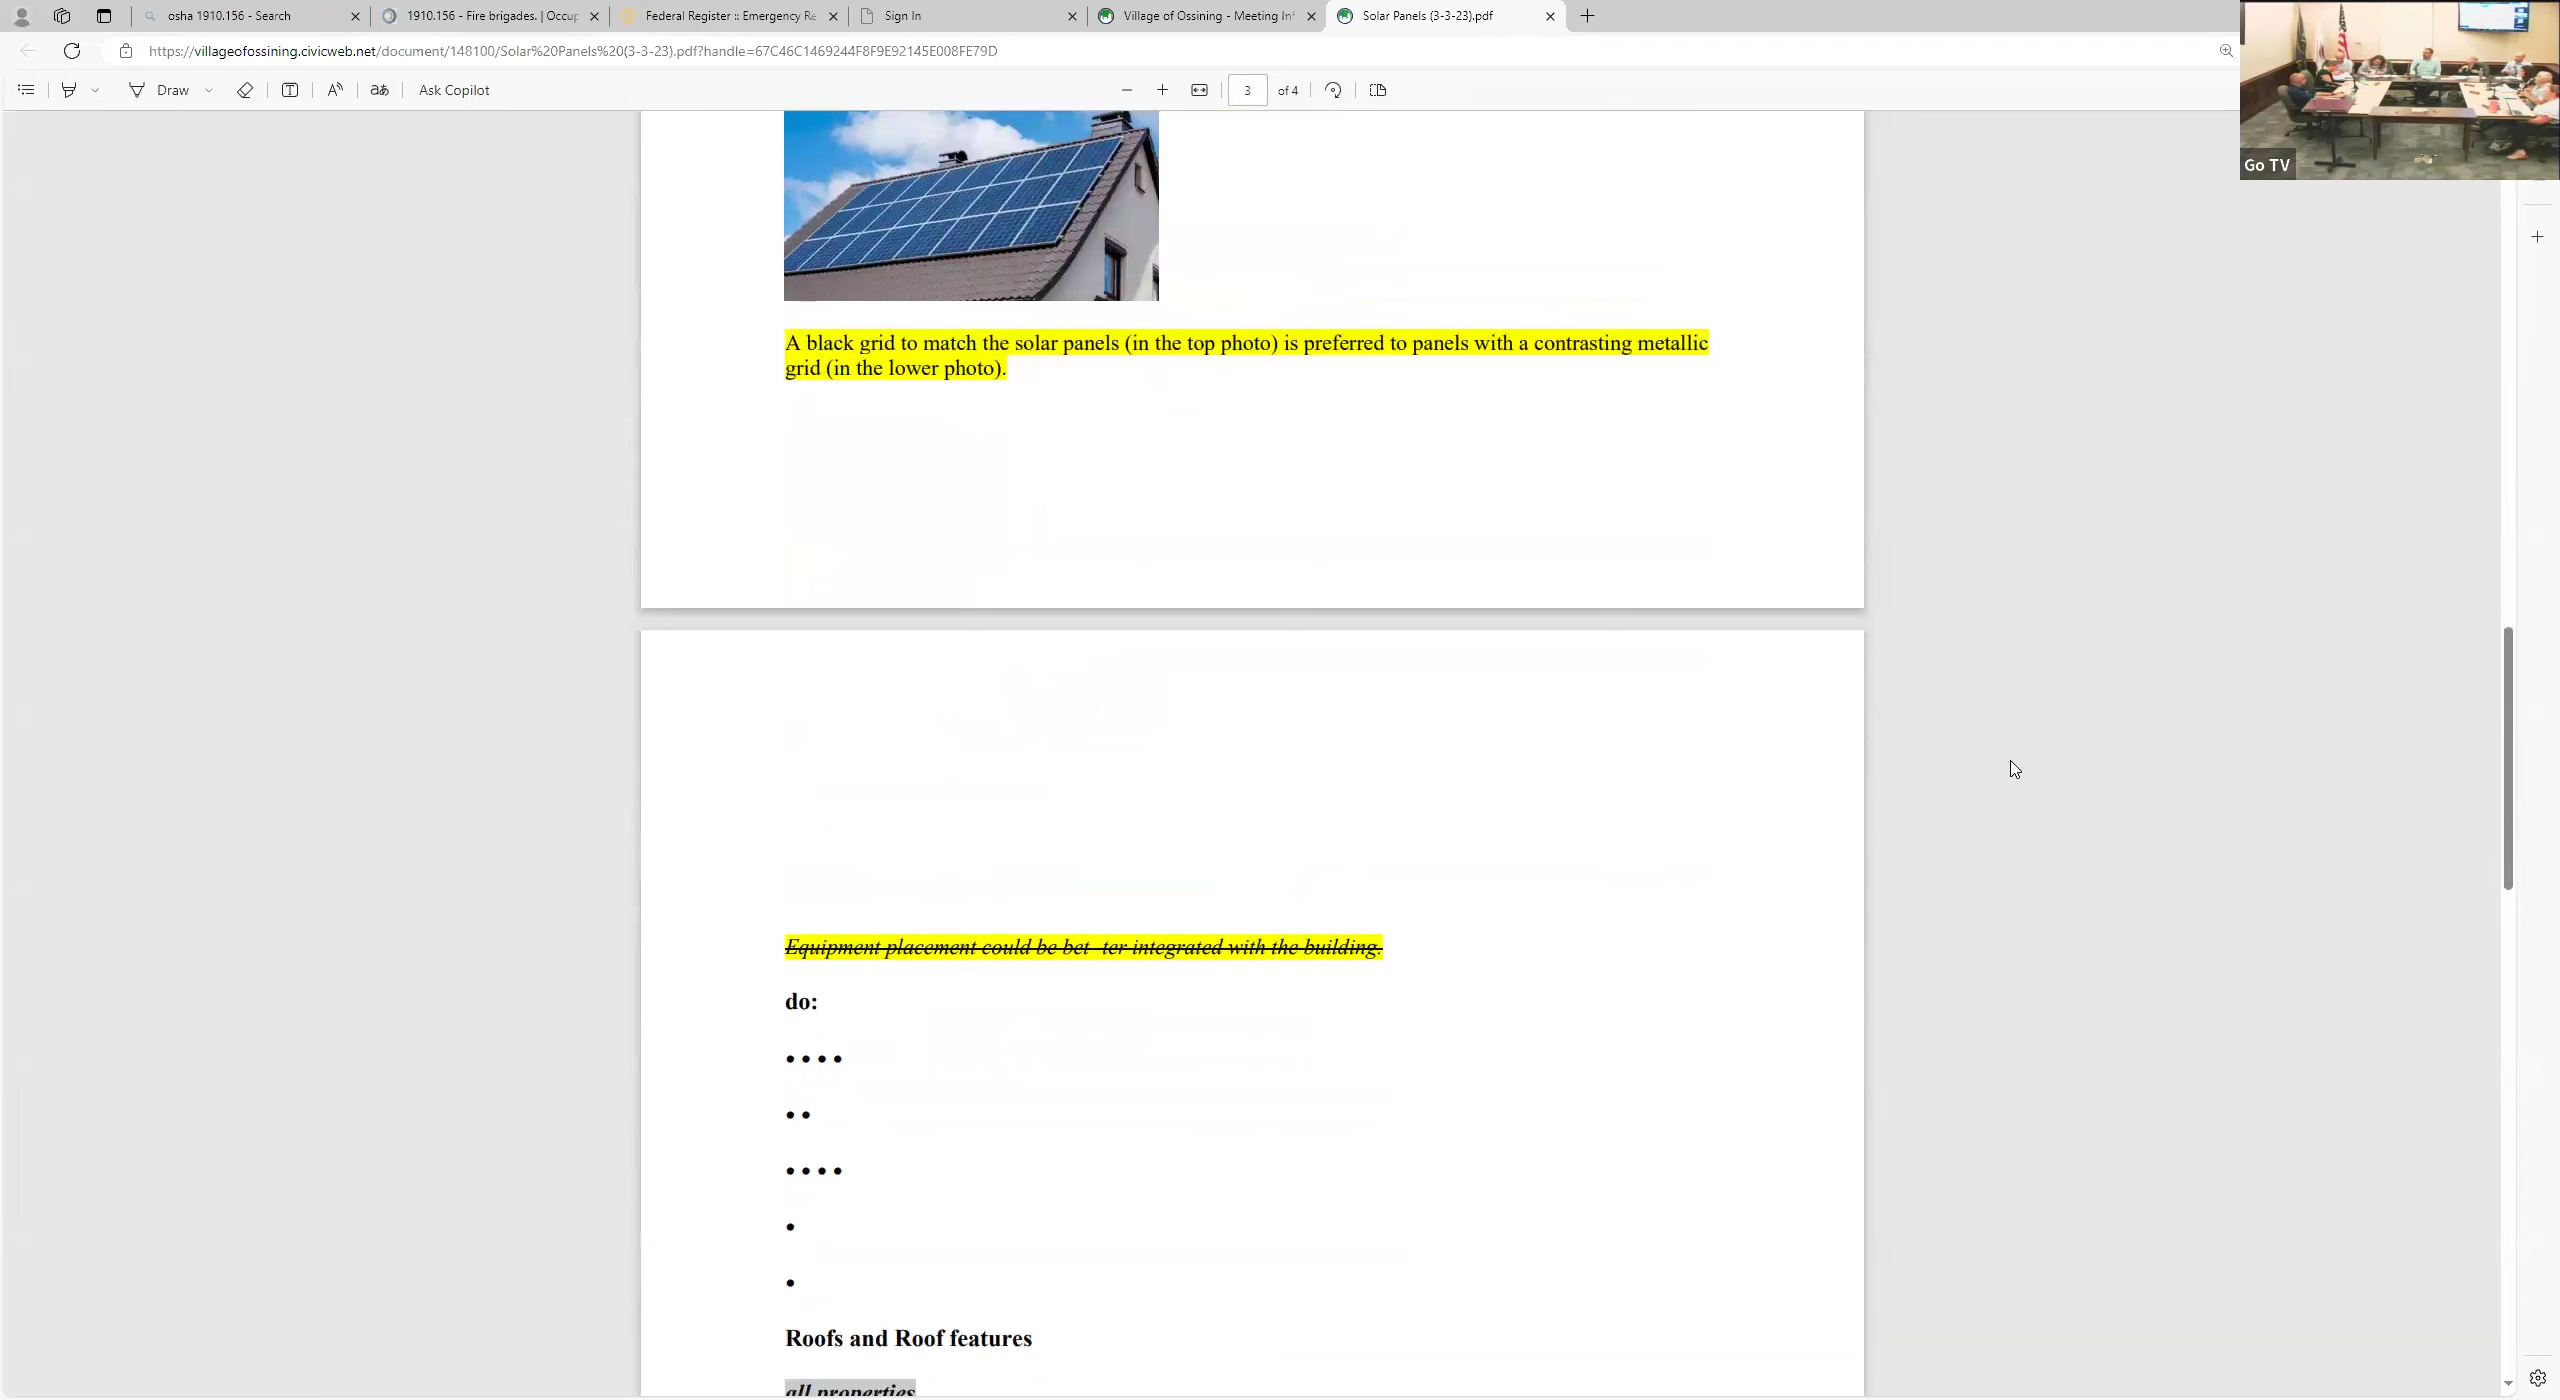 osha 1910.156 - Search
1910.156 - Fire brigades. | Occup
Federal Register :: Emergency Re
Sign In
Village of Ossining - Meeting Inf
Solar Panels (3-3-23).pdf
https://villageofossining.civicweb.net/document/148100/Solar%20Panels%20(3-3-23).pdf?handle=67C46C1469244F8F9E92145E008FE79D
Draw
Ask Copilot
3 of 4
Go TV
A black grid to match the solar panels (in the top photo) is preferred to panels with a contrasting metallic
grid (in the lower photo).
Equipment placement could be bet ter integrated with the building.
do:
• • • •
• •
• • • •
•
•
Roofs and Roof features
all properties